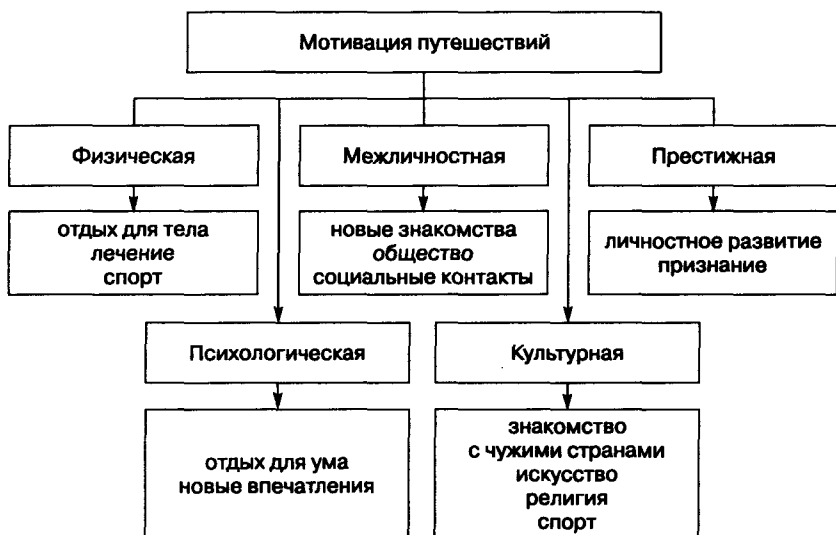 Мотивация путешествий
Физическая
Межличностная
Престижная
отдых для тела
лечение
спорт
новые знакомства
общество
социальные контакты
личностное развитие
признание
Психологическая
Культурная
отдых для ума
новые впечатления
знакомство
с чужими странами
искусство
религия
спорт